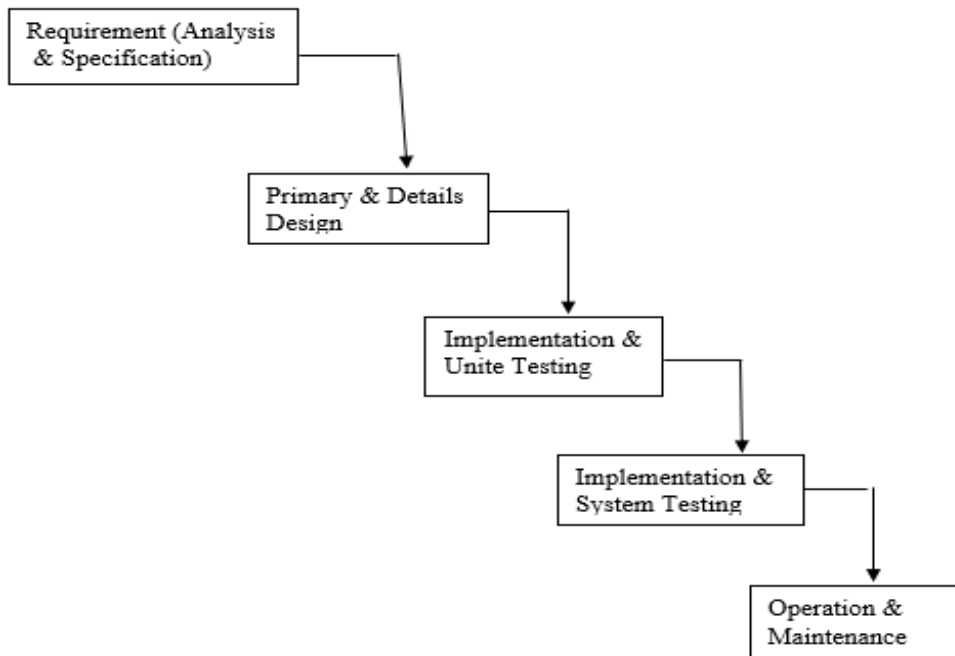 Requirement (Analysis
& Specification)
Primary & Details
Design
Implementation &
Unite Testing
Implementation &
System Testing
Operation &
Maintenance